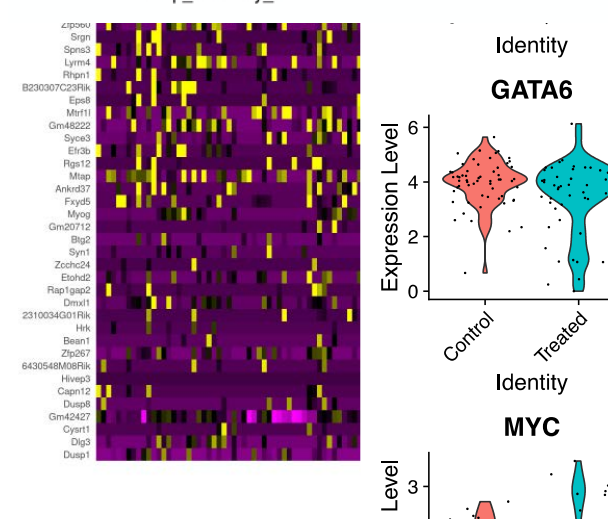 Zfp560
Srgn
Spns3
Lyrm4
Rhpn1
B230307C23Rik
Eps8
Mtrf1l
Gm48222
Syce3
Efr3b
Rgs12
Mtap
Ankrd37
Fxyd5
Myog
Gm20712
Btg2
Syn1
Zcchc24
Etohd2
Rap1gap2
Dmxl1
2310034G01Rik
Hrk
Bean1
Zfp267
6430548M08Rik
Hivep3
Capn12
Dusp8
Gm42427
Cysrt1
Dlg3
Dusp1
Identity
GATA6
Expression Level
6
4
2
0
Control
Treated
Identity
MYC
Level
3